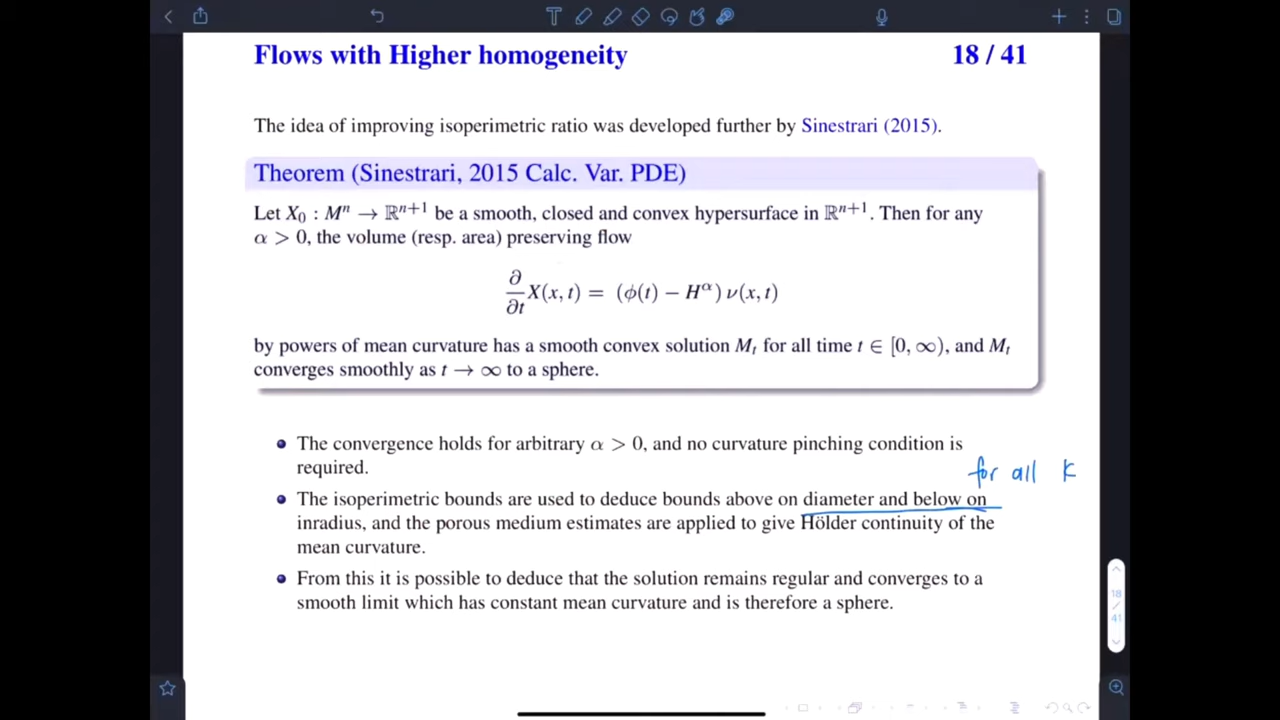 Flows with Higher homogeneity 18 / 41
The idea of improving isoperimetric ratio was developed further by Sinestrari (2015).
Theorem (Sinestrari, 2015 Calc. Var. PDE)
Let X₀ : Mⁿ → ℝⁿ⁺¹ be a smooth, closed and convex hypersurface in ℝⁿ⁺¹. Then for any
α > 0, the volume (resp. area) preserving flow
∂/∂t X(x, t) = (ϕ(t) − H^α) ν(x, t)
by powers of mean curvature has a smooth convex solution Mₜ for all time t ∈ [0, ∞), and Mₜ
converges smoothly as t → ∞ to a sphere.
The convergence holds for arbitrary α > 0, and no curvature pinching condition is
required.
for all K
The isoperimetric bounds are used to deduce bounds above on diameter and below on
inradius, and the porous medium estimates are applied to give Hölder continuity of the
mean curvature.
From this it is possible to deduce that the solution remains regular and converges to a
smooth limit which has constant mean curvature and is therefore a sphere.
18
/
41